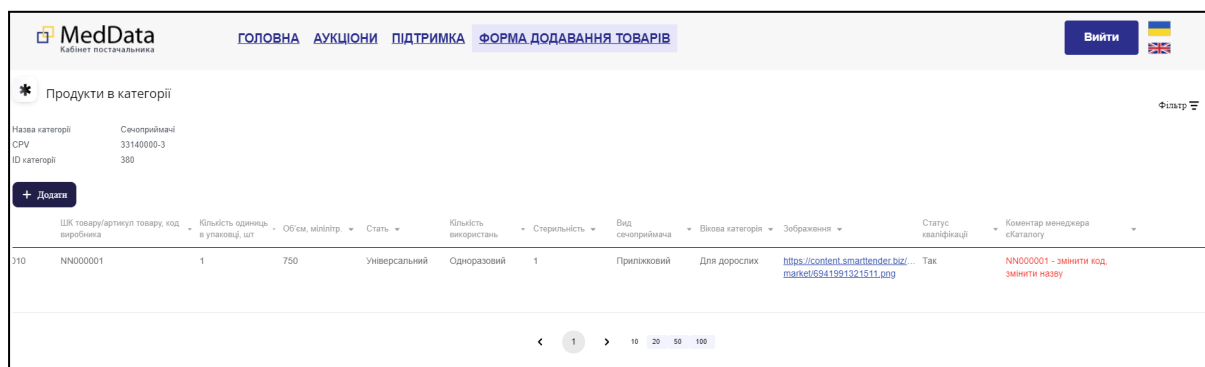 MedData
Кабінет постачальника
ГОЛОВНА АУКЦІОНИ ПІДТРИМКА ФОРМА ДОДАВАННЯ ТОВАРІВ
Вийти
Продукти в категорії
Фільтр
Назва категорії Сечоприймачі
CPV 33140000-3
ID категорії 380
+ Додати
ШК товару/артикул товару, код виробника Кількість одиниць в упаковці, шт Об'єм, мілілітр. Стать Кількість використань Стерильність Вид сечоприймача Вікова категорія Зображення Статус кваліфікації Коментар менеджера єКаталогу
010 NN000001 1 750 Універсальний Одноразовий 1 Приліжковий Для дорослих https://content.smarttender.biz/... market/6941991321511.png Так NN000001 - змінити код, змінити назву
1 10 20 50 100